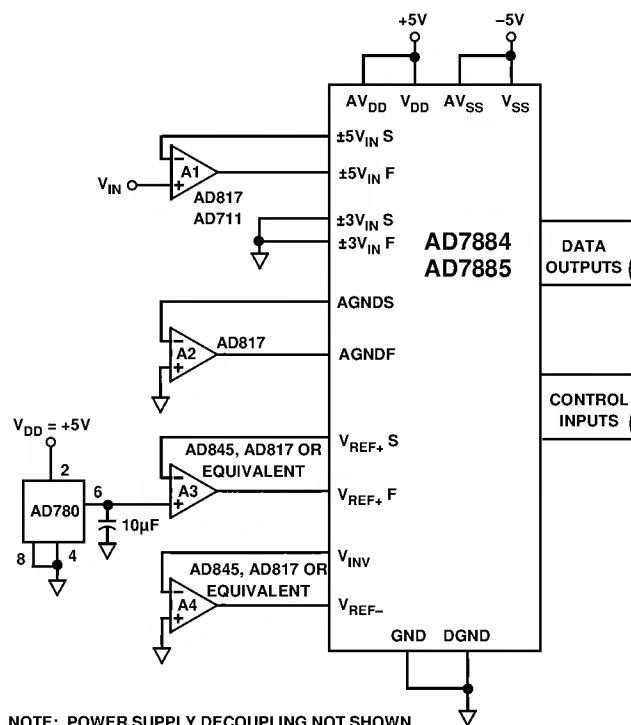 +5V
–5V
AVDD
VDD
AVSS
VSS
±5VIN S
A1
VIN
±5VIN F
AD817
AD711
±3VIN S
±3VIN F
AD7884
AD7885
DATA
OUTPUTS
AGNDS
A2
AD817
AGNDF
CONTROL
INPUTS
VDD = +5V
2
AD780
6
10µF
8
4
AD845, AD817 OR
EQUIVALENT
A3
VREF+ S
VREF+ F
VINV
AD845, AD817 OR
EQUIVALENT
A4
VREF–
GND
DGND
NOTE: POWER SUPPLY DECOUPLING NOT SHOWN